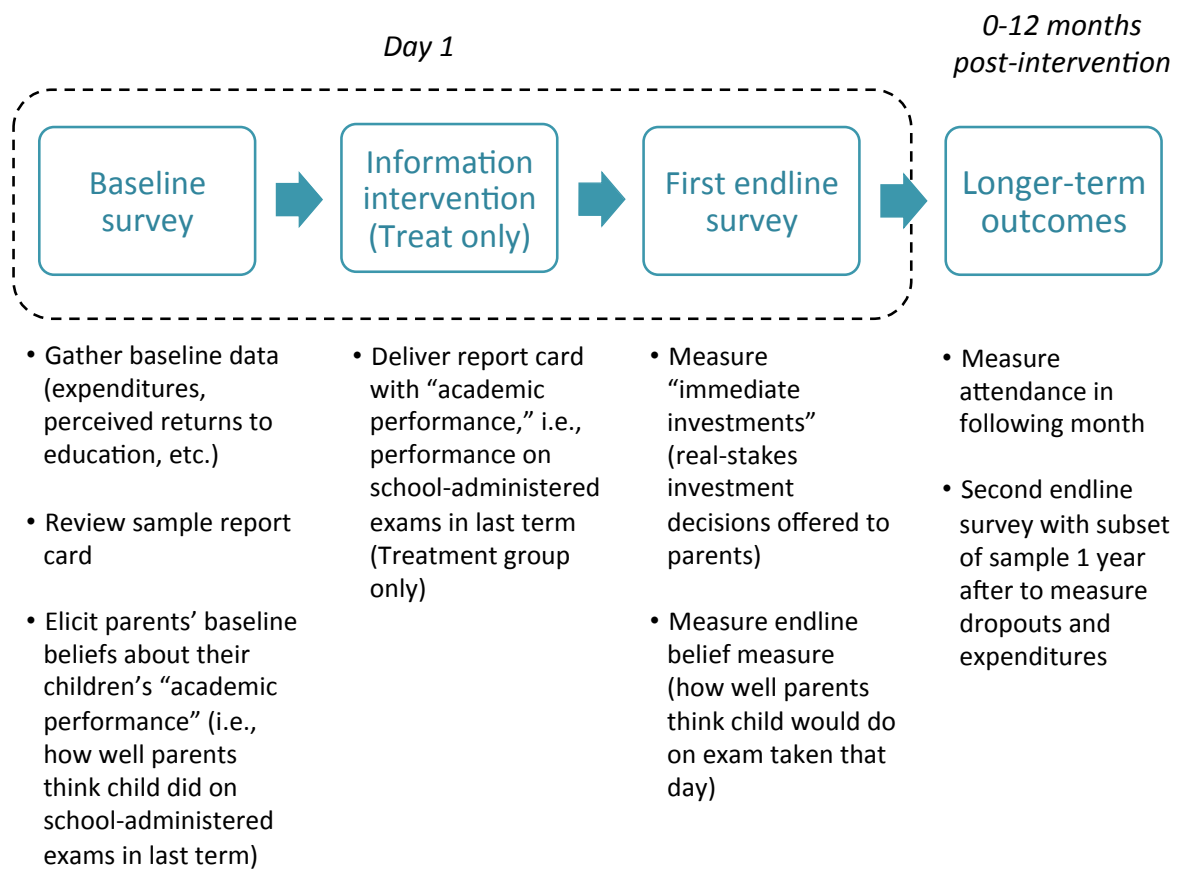 Day 1
0-12 months
post-intervention
Baseline
survey
Information
intervention
(Treat only)
First endline
survey
Longer-term
outcomes
• Gather baseline data
(expenditures,
perceived returns to
education, etc.)
• Review sample report
card
• Elicit parents’ baseline
beliefs about their
children’s “academic
performance” (i.e.,
how well parents
think child did on
school-administered
exams in last term)
• Deliver report card
with “academic
performance,” i.e.,
performance on
school-administered
exams in last term
(Treatment group
only)
• Measure
“immediate
investments”
(real-stakes
investment
decisions offered to
parents)
• Measure endline
belief measure
(how well parents
think child would do
on exam taken that
day)
• Measure
attendance in
following month
• Second endline
survey with subset
of sample 1 year
after to measure
dropouts and
expenditures